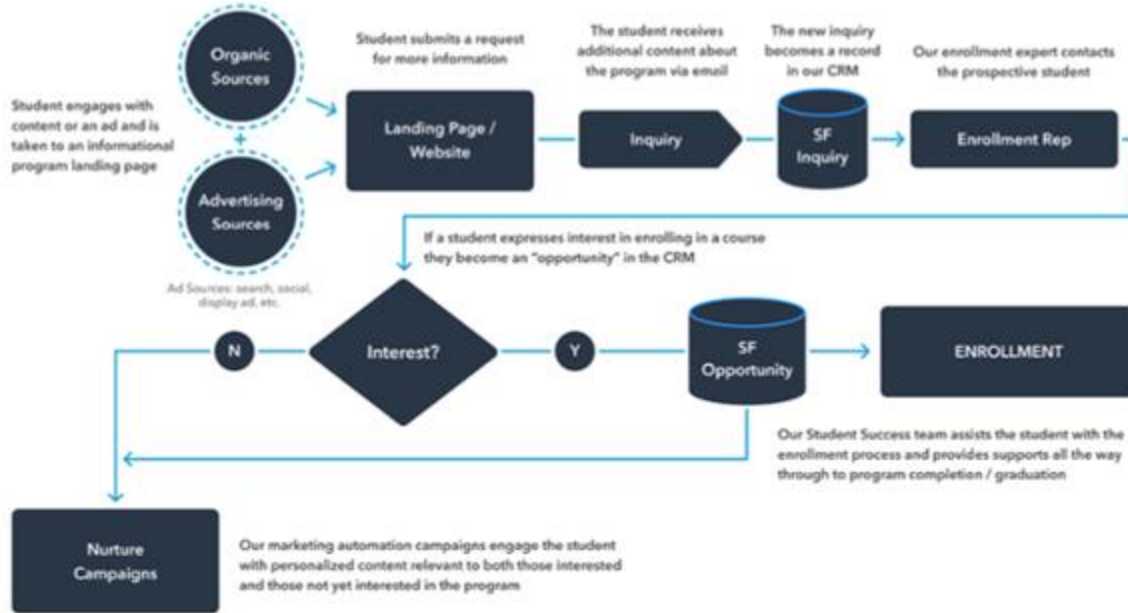 Student engages with
content or an ad and is
taken to an informational
program landing page
Organic
Sources
+
Advertising
Sources
Ad Sources: search, social,
display ad, etc.
Student submits a request
for more information
Landing Page /
Website
The student receives
additional content about
the program via email
Inquiry
The new inquiry
becomes a record
in our CRM
SF
Inquiry
Our enrollment expert contacts
the prospective student
Enrollment Rep
If a student expresses interest in enrolling in a course
they become an “opportunity” in the CRM
N
Interest?
Y
SF
Opportunity
ENROLLMENT
Our Student Success team assists the student with the
enrollment process and provides supports all the way
through to program completion / graduation
Nurture
Campaigns
Our marketing automation campaigns engage the student
with personalized content relevant to both those interested
and those not yet interested in the program